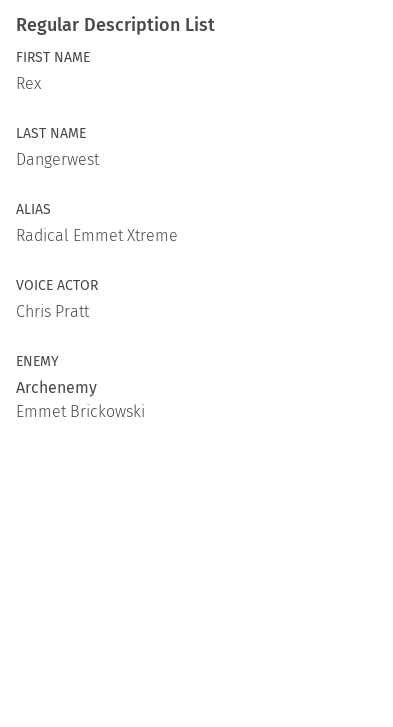 Regular Description List
FIRST NAME
Rex
LAST NAME
Dangerwest
ALIAS
Radical Emmet Xtreme
VOICE ACTOR
Chris Pratt
ENEMY
Archenemy
Emmet Brickowski